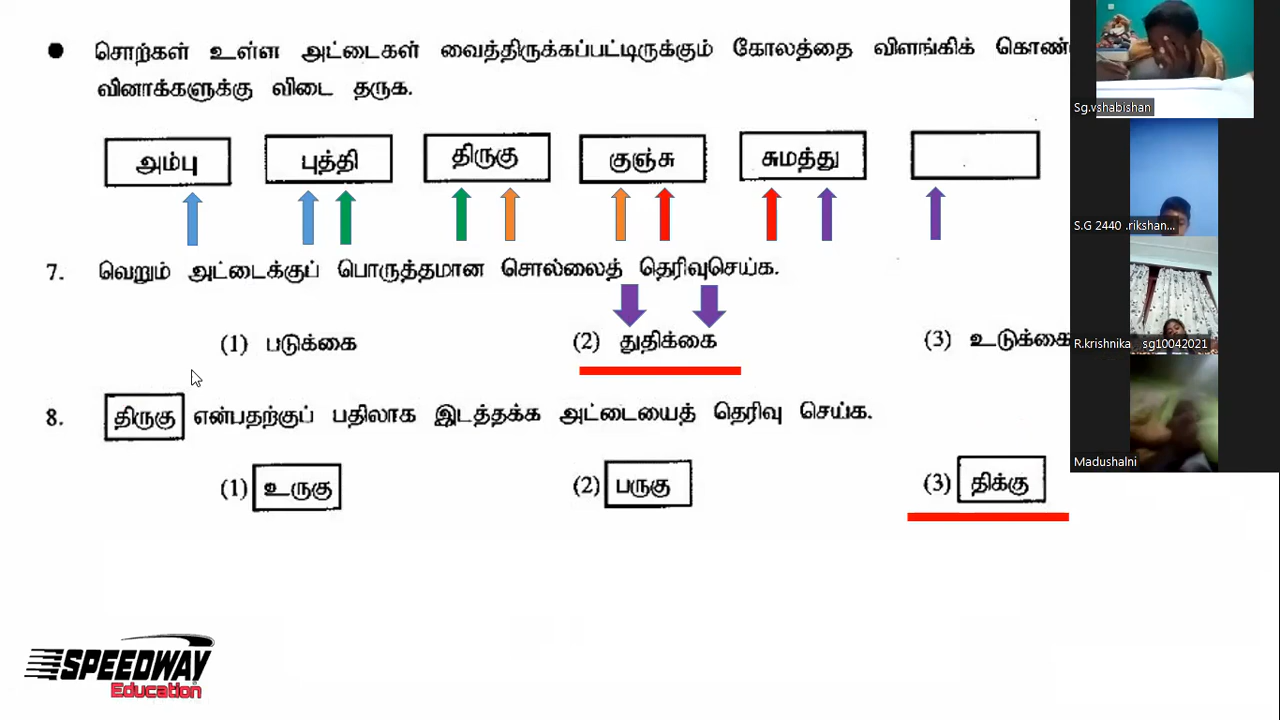 ● சொற்கள் உள்ள அட்டைகள் வைத்திருக்கப்பட்டிருக்கும் கோலத்தை விளங்கிக் கொண்
வினாக்களுக்கு விடை தருக.
அம்பு புத்தி திருகு குஞ்சு சுமத்து
7. வெறும் அட்டைக்குப் பொருத்தமான சொல்லைத் தெரிவுசெய்க.
(1) படுக்கை (2) துதிக்கை (3) உடுக்கை
8. திருகு என்பதற்குப் பதிலாக இடத்தக்க அட்டையைத் தெரிவு செய்க.
(1) உருகு (2) பருகு (3) திக்கு
SPEEDWAY
Education
Sg.vshabishan
S.G 2440 .rikshan...
R.krishnika sg10042021
Madushalni